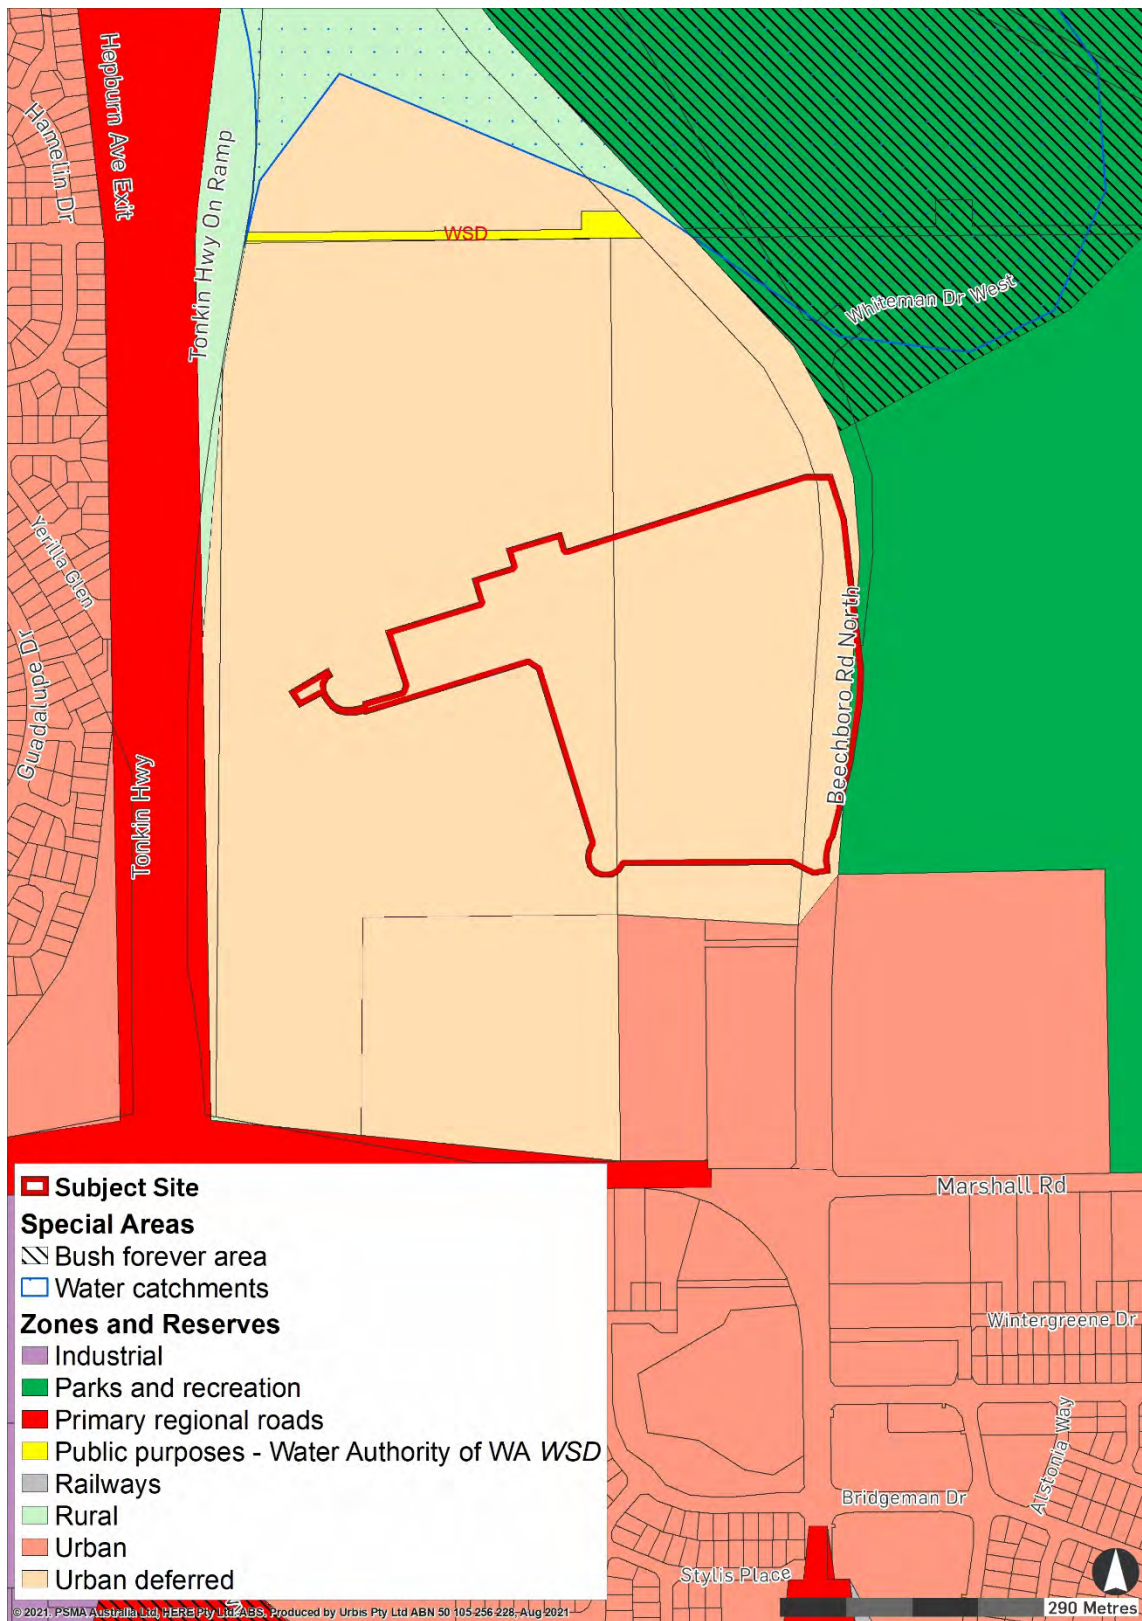 Hepburn Ave Exit
Hamelin Dr
Tonkin Hwy On Ramp
WSD
Whiteman Dr West
Yerilla Glen
Guadalupe Dr
Beechboro Rd North
Tonkin Hwy
Marshall Rd
Wintergreene Dr
Alstonia Way
Bridgeman Dr
Stylis Place
Subject Site
Special Areas
Bush forever area
Water catchments
Zones and Reserves
Industrial
Parks and recreation
Primary regional roads
Public purposes - Water Authority of WA WSD
Railways
Rural
Urban
Urban deferred
© 2021. PSMA Australia Ltd, HERE Pty Ltd. ABS. Produced by Urbis Pty Ltd ABN 50 105 256 228, Aug 2021
290 Metres